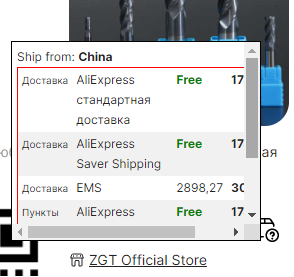 Ship from: China
Доставка AliExpress Free 17
стандартная
доставка
Доставка AliExpress Free 17
Saver Shipping
Доставка EMS 2898,27 30
Пункты AliExpress Free 17
ая
ZGT Official Store